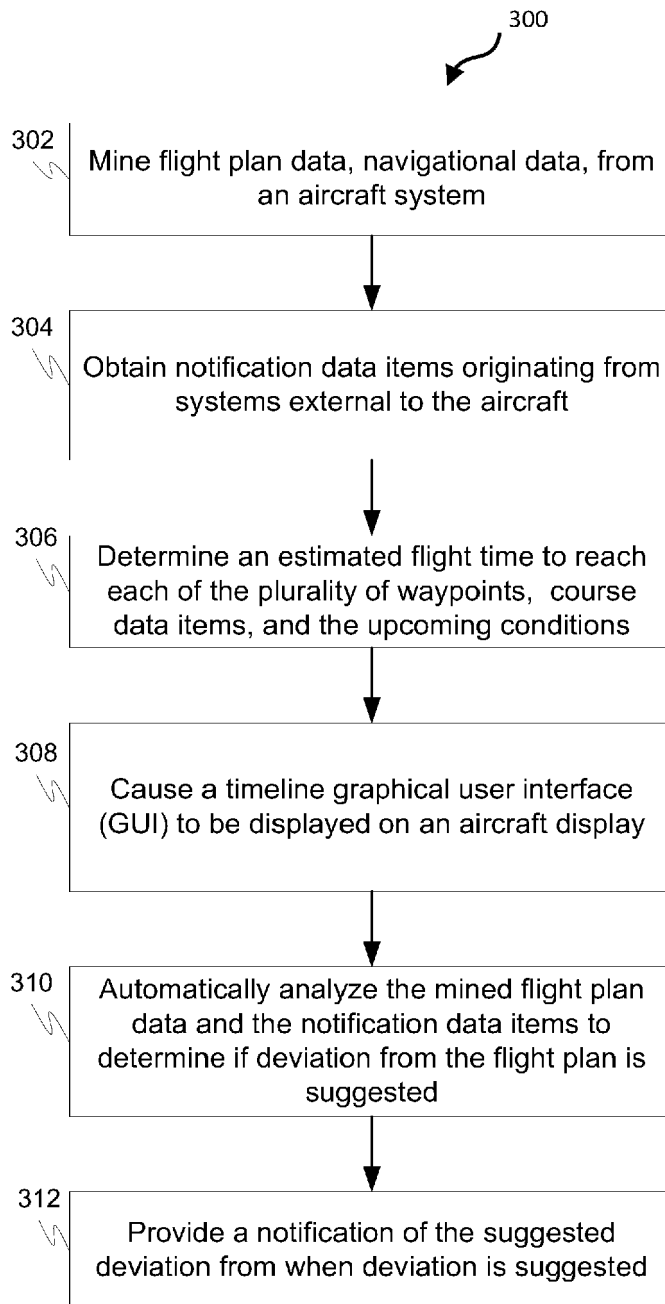 300
302
Mine flight plan data, navigational data, from
an aircraft system
304
Obtain notification data items originating from
systems external to the aircraft
306
Determine an estimated flight time to reach
each of the plurality of waypoints, course
data items, and the upcoming conditions
308
Cause a timeline graphical user interface
(GUI) to be displayed on an aircraft display
310
Automatically analyze the mined flight plan
data and the notification data items to
determine if deviation from the flight plan is
suggested
312
Provide a notification of the suggested
deviation from when deviation is suggested